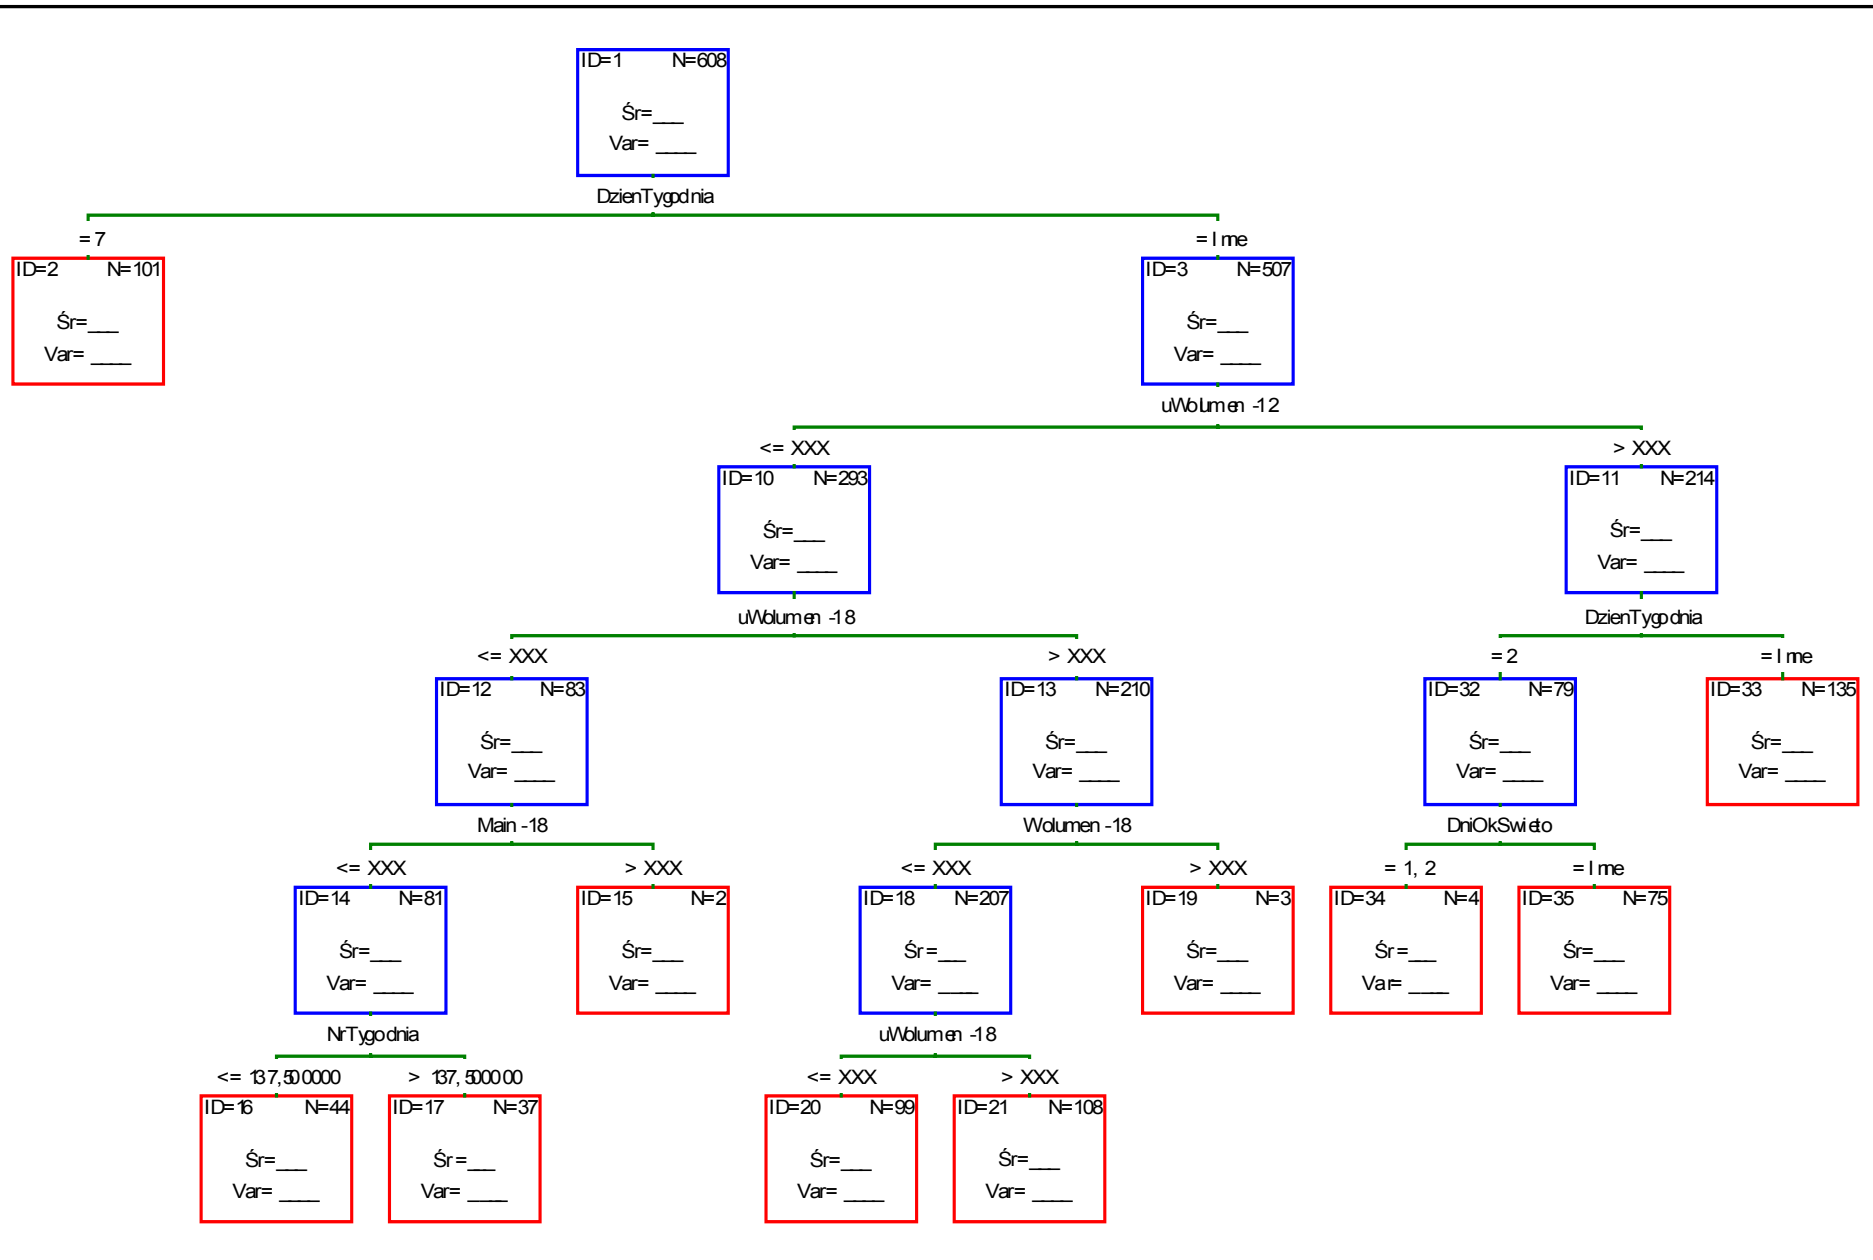 ID=1 N=608
Śr=___
Var= ____
DzienTygodnia
= 7 = Inne
ID=2 N=101 ID=3 N=507
Śr=___ Śr=___
Var= ____ Var= ____
uWolumen -12
<= XXX > XXX
ID=10 N=293 ID=11 N=214
Śr=___ Śr=___
Var= ____ Var= ____
uWolumen -18 DzienTygodnia
<= XXX > XXX = 2 = Inne
ID=12 N=83 ID=13 N=210 ID=32 N=79 ID=33 N=135
Śr=___ Śr=___ Śr=___ Śr=___
Var= ____ Var= ____ Var= ____ Var= ____
Main -18 Wolumen -18 DniOkSwieto
<= XXX > XXX <= XXX > XXX = 1, 2 = Inne
ID=14 N=81 ID=15 N=2 ID=18 N=207 ID=19 N=3 ID=34 N=4 ID=35 N=75
Śr=___ Śr=___ Śr=___ Śr=___ Śr=___ Śr=___
Var= ____ Var= ____ Var= ____ Var= ____ Var= ____ Var= ____
NrTygodnia uWolumen -18
<= 137,500000 > 137,500000 <= XXX > XXX
ID=16 N=44 ID=17 N=37 ID=20 N=99 ID=21 N=108
Śr=___ Śr=___ Śr=___ Śr=___
Var= ____ Var= ____ Var= ____ Var= ____